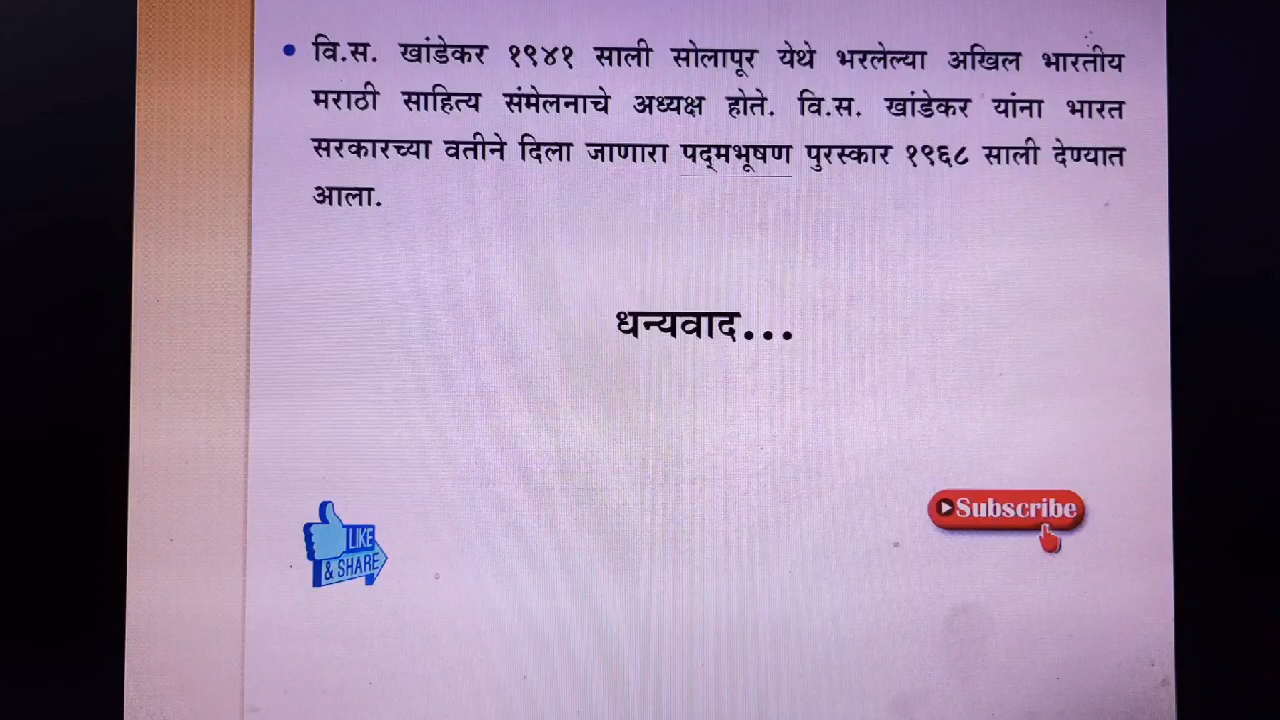 • वि.स. खांडेकर १९४१ साली सोलापूर येथे भरलेल्या अखिल भारतीय
मराठी साहित्य संमेलनाचे अध्यक्ष होते. वि.स. खांडेकर यांना भारत
सरकारच्या वतीने दिला जाणारा पद्‌मभूषण पुरस्कार १९६८ साली देण्यात
आला.
धन्यवाद...
Subscribe
LIKE
& SHARE